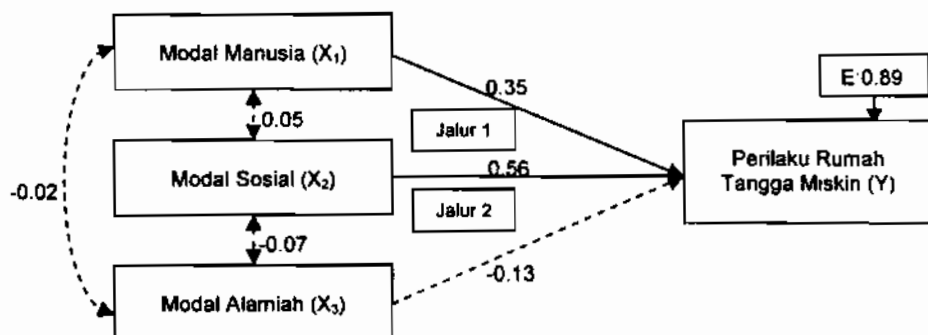 Modal Manusia (X₁)
0.35
E 0.89
0.05
Jalur 1
Modal Sosial (X₂)
0.56
Perilaku Rumah
Tangga Miskin (Y)
-0.02
Jalur 2
-0.07
-0.13
Modal Alamiah (X₃)